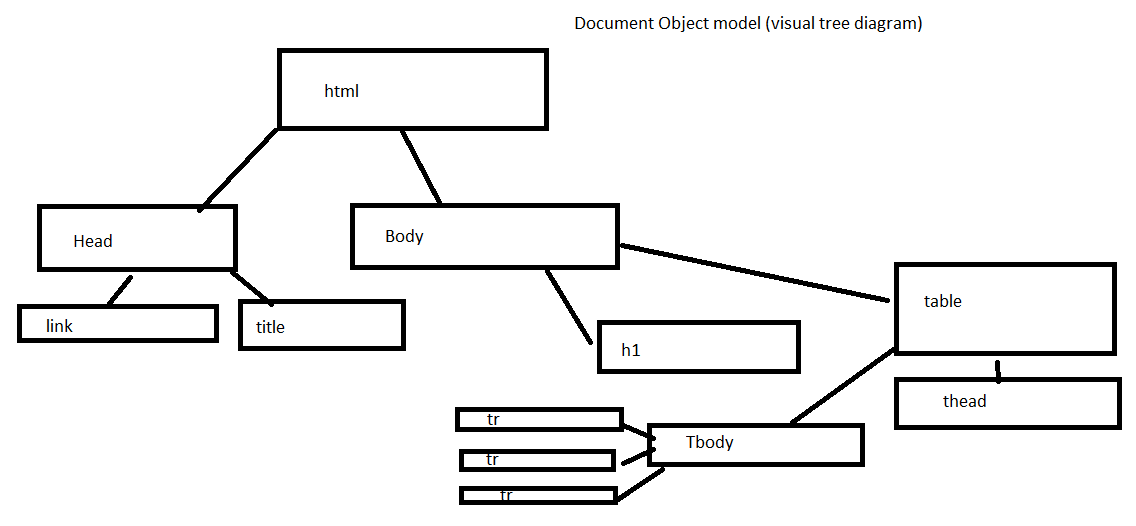 Document Object model (visual tree diagram)
html
Head
Body
link
title
h1
table
thead
Tbody
tr
tr
tr